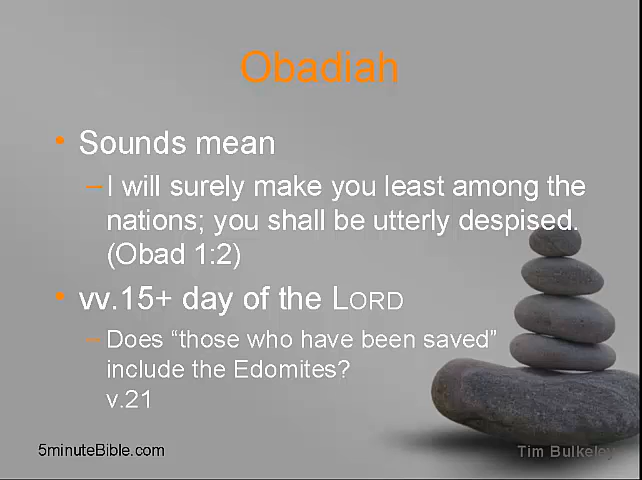 Obadiah
• Sounds mean
– I will surely make you least among the
nations; you shall be utterly despised.
(Obad 1:2)
• vv.15+ day of the LORD
– Does “those who have been saved”
include the Edomites?
v.21
5minuteBible.com
Tim Bulkeley